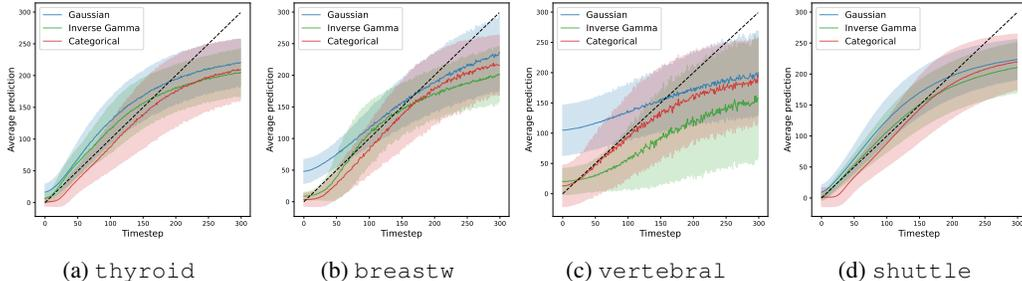 Gaussian
Inverse Gamma
Categorical
Average prediction
300
250
200
150
100
50
0
0 50 100 150 200 250 300
Timestep
(a) thyroid
Gaussian
Inverse Gamma
Categorical
Average prediction
300
250
200
150
100
50
0
0 50 100 150 200 250 300
Timestep
(b) breastw
Gaussian
Inverse Gamma
Categorical
Average prediction
300
250
200
150
100
50
0
0 50 100 150 200 250 300
Timestep
(c) vertebral
Gaussian
Inverse Gamma
Categorical
Average prediction
300
250
200
150
100
50
0
0 50 100 150 200 250 300
Timestep
(d) shuttle